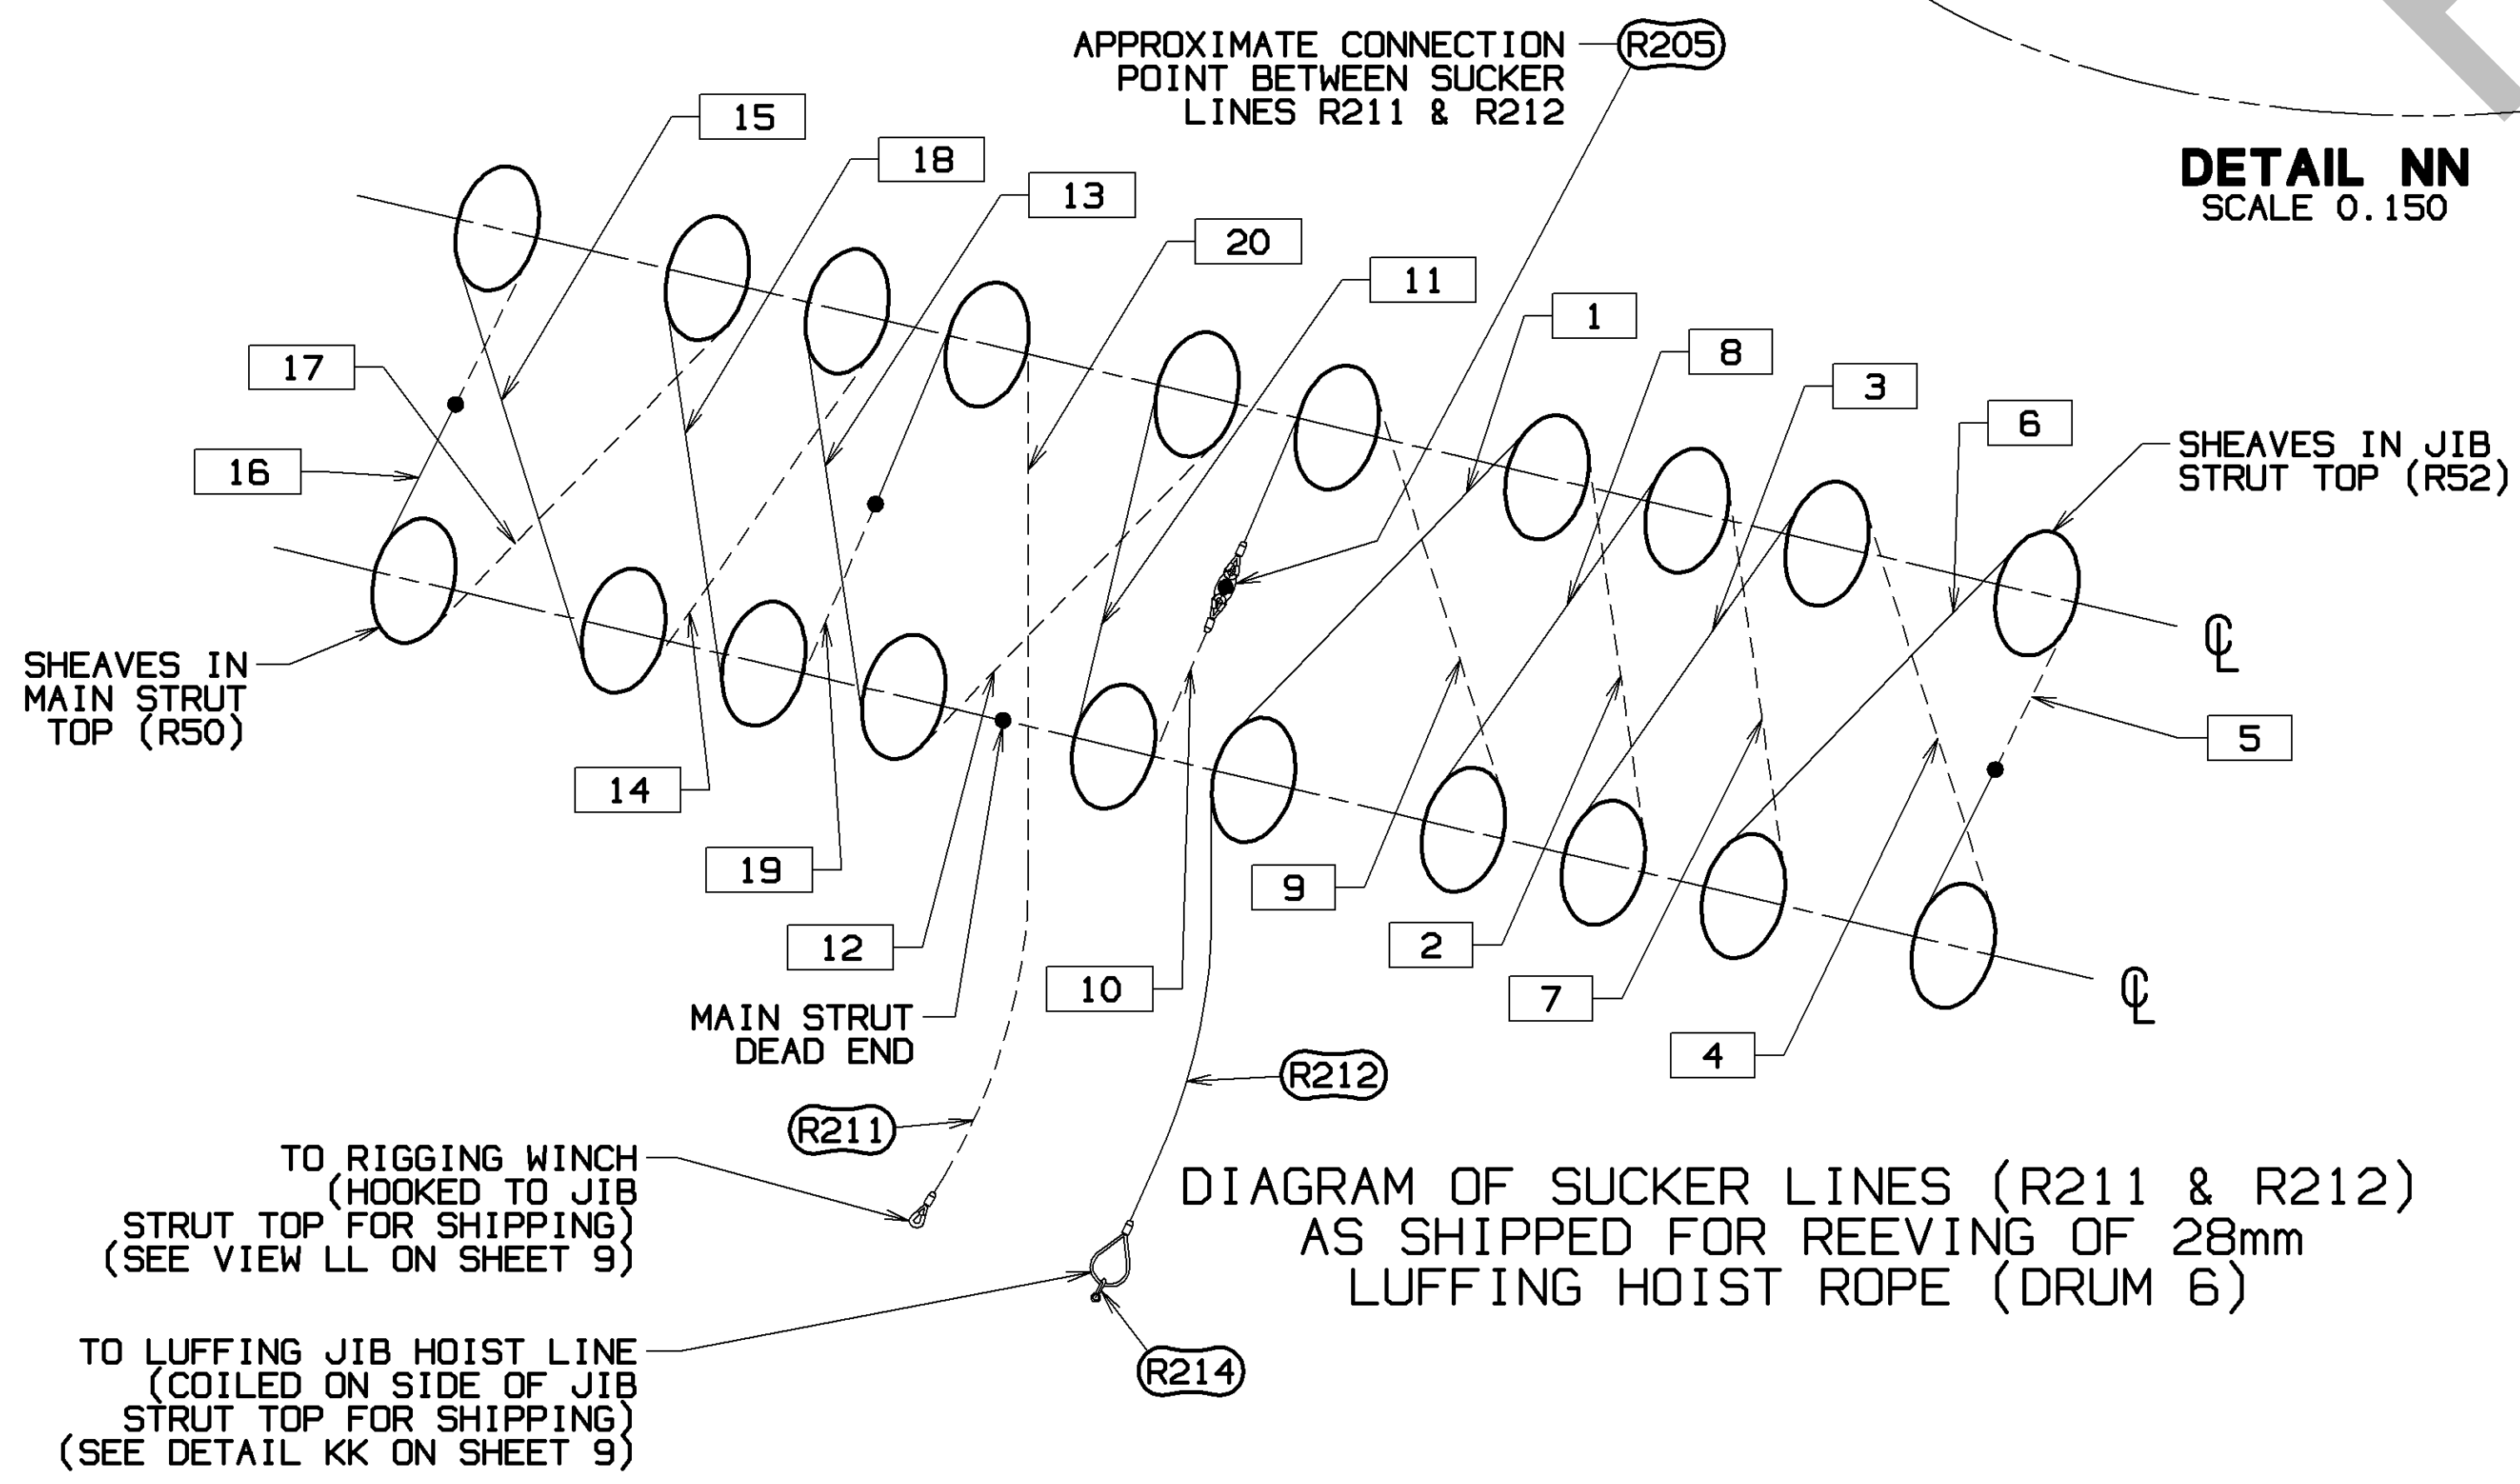 APPROXIMATE CONNECTION
POINT BETWEEN SUCKER
LINES R211 & R212
R205
DETAIL NN
SCALE 0.150
15
18
13
20
11
1
8
3
6
SHEAVES IN JIB
STRUT TOP (R52)
17
16
℄
SHEAVES IN
MAIN STRUT
TOP (R50)
5
14
19
9
12
2
10
7
℄
4
MAIN STRUT
DEAD END
R212
R211
TO RIGGING WINCH
(HOOKED TO JIB
STRUT TOP FOR SHIPPING)
(SEE VIEW LL ON SHEET 9)
DIAGRAM OF SUCKER LINES (R211 & R212)
AS SHIPPED FOR REEVING OF 28mm
LUFFING HOIST ROPE (DRUM 6)
TO LUFFING JIB HOIST LINE
(COILED ON SIDE OF JIB
STRUT TOP FOR SHIPPING)
(SEE DETAIL KK ON SHEET 9)
R214